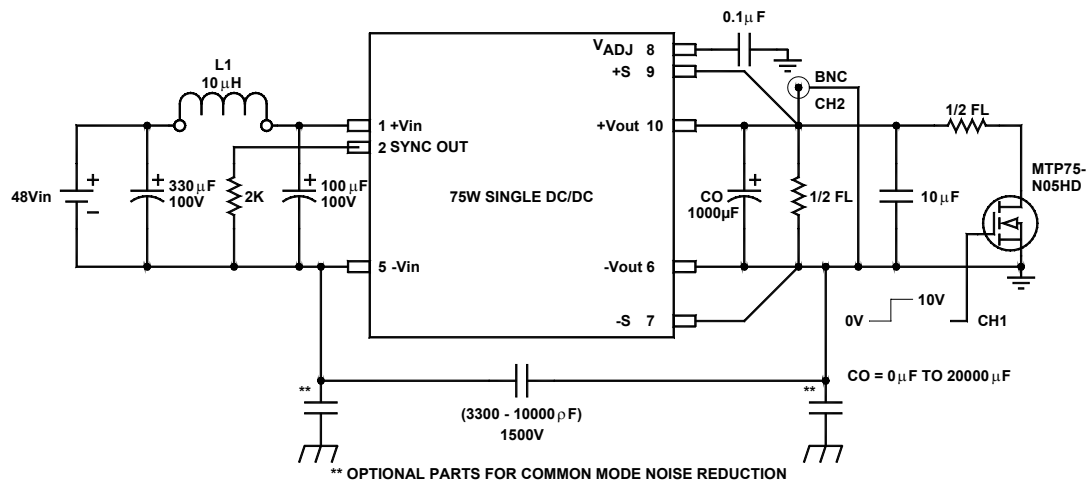 0.1µF
VADJ 8
+S 9
BNC
CH2
L1
10µH
1/2 FL
1 +Vin
+Vout 10
2 SYNC OUT
MTP75-
N05HD
+
330µF
100V
2K
+
100µF
100V
48Vin
+
–
75W SINGLE DC/DC
+
CO
1000µF
1/2 FL
10µF
5 -Vin
-Vout 6
-S 7
0V
10V
CH1
CO = 0µF TO 20000µF
**
**
(3300 - 10000ρF)
1500V
** OPTIONAL PARTS FOR COMMON MODE NOISE REDUCTION